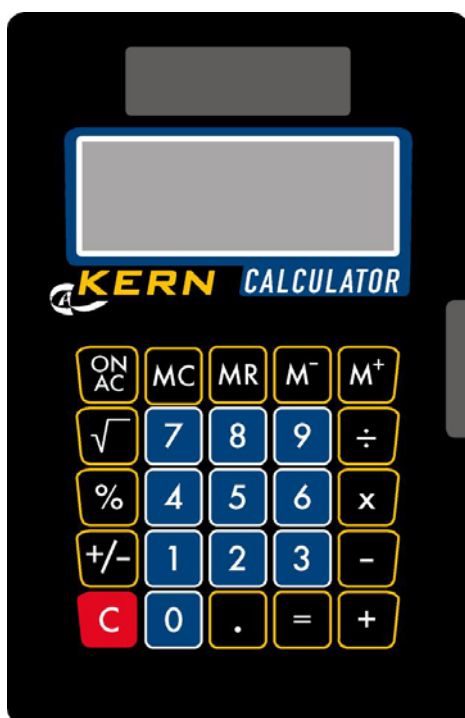 KERN CALCULATOR
ON AC MC MR M⁻ M⁺
√ 7 8 9 ÷
% 4 5 6 x
+/- 1 2 3 -
C 0 . = +